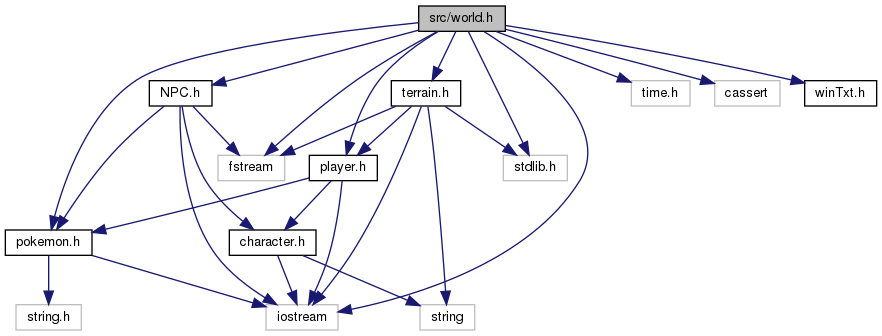 src/world.h
NPC.h
terrain.h
time.h
cassert
winTxt.h
fstream
player.h
stdlib.h
pokemon.h
character.h
string.h
iostream
string